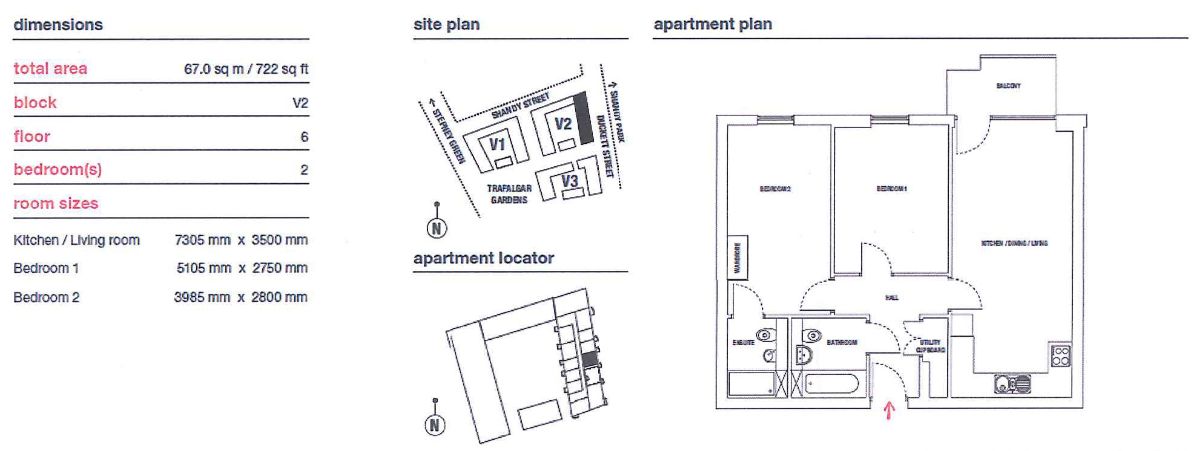 dimensions
total area 67.0 sq m / 722 sq ft
block V2
floor 6
bedroom(s) 2
room sizes
Kitchen / Living room 7305 mm x 3500 mm
Bedroom 1 5105 mm x 2750 mm
Bedroom 2 3985 mm x 2800 mm
site plan
STEPNEY GREEN
SHANDY STREET
SHANDY PARK
DUCKETT STREET
V1
V2
V3
TRAFALGAR
GARDENS
N
apartment locator
N
apartment plan
BALCONY
BEDROOM 2
BEDROOM 1
KITCHEN / DINING / LIVING
WARDROBE
HALL
ENSUITE
BATHROOM
UTILITY
CUPBOARD